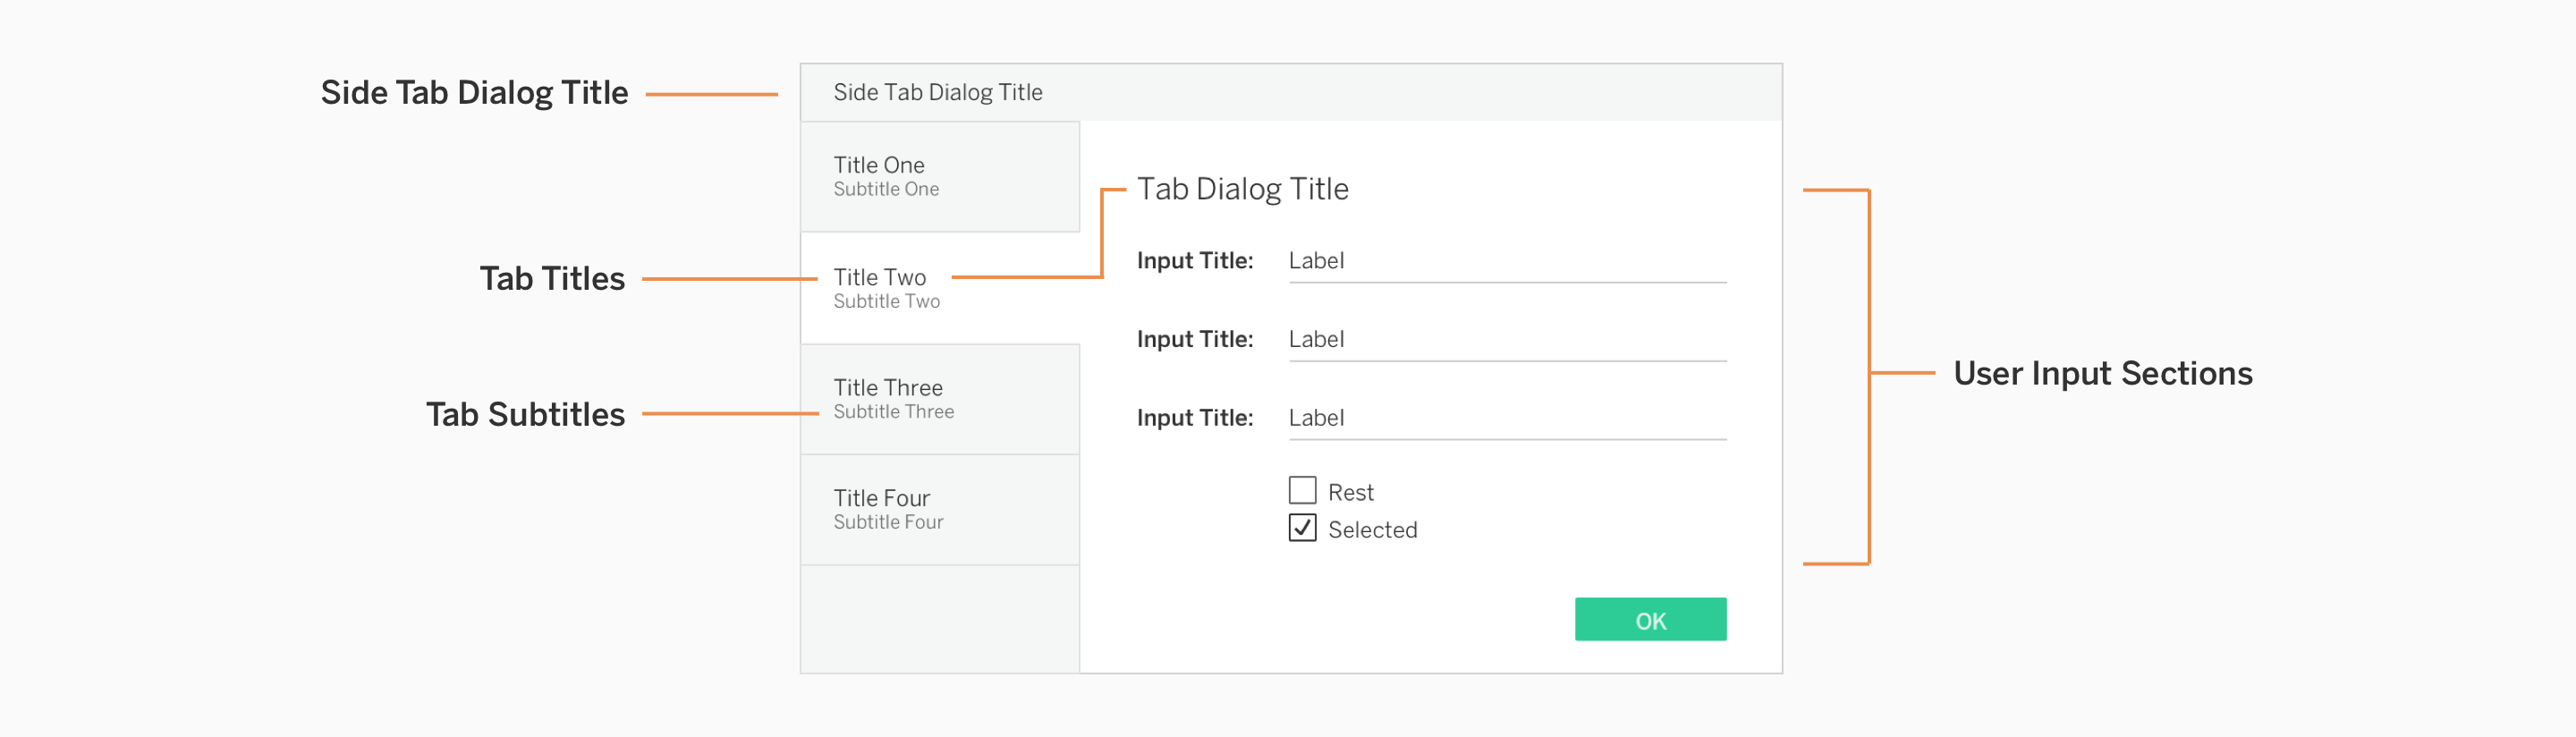 Side Tab Dialog Title
Side Tab Dialog Title
Title One
Subtitle One
Tab Titles
Title Two
Subtitle Two
Tab Subtitles
Title Three
Subtitle Three
Title Four
Subtitle Four
Tab Dialog Title
Input Title: Label
Input Title: Label
Input Title: Label
Rest
Selected
OK
User Input Sections